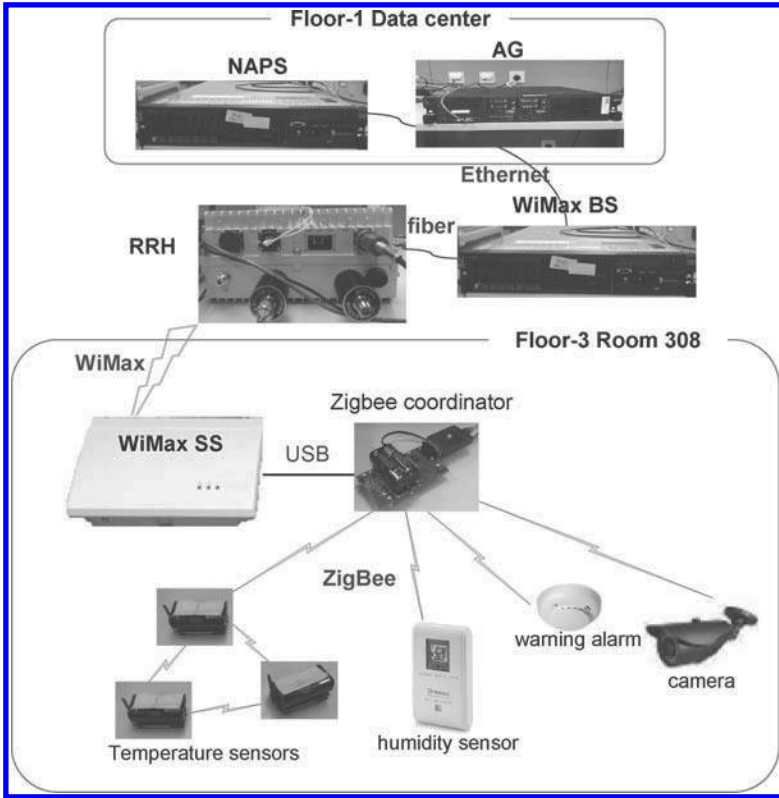 Floor-1 Data center
NAPS
AG
Ethernet
WiMax BS
RRH
fiber
Floor-3 Room 308
WiMax
Zigbee coordinator
WiMax SS
USB
ZigBee
warning alarm
camera
Temperature sensors
humidity sensor